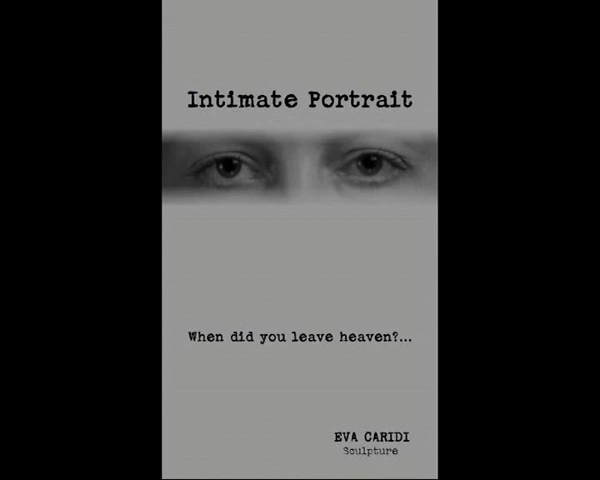 Intimate Portrait
When did you leave heaven?...
EVA CARIDI
Sculpture